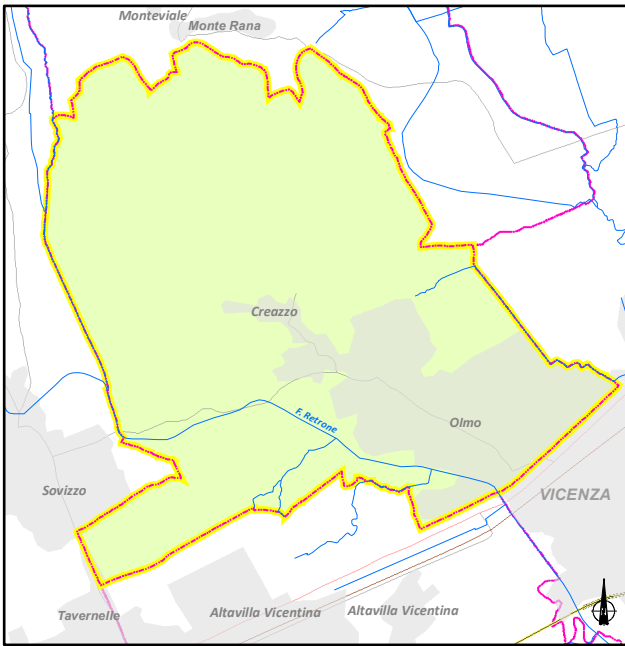 Monteviale
Monte Rana
Creazzo
F. Retrone
Olmo
Sovizzo
VICENZA
Tavernelle
Altavilla Vicentina
Altavilla Vicentina